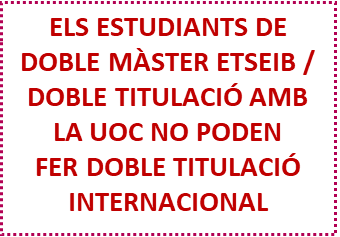 ELS ESTUDIANTS DE
DOBLE MÀSTER ETSEIB /
DOBLE TITULACIÓ AMB
LA UOC NO PODEN
FER DOBLE TITULACIÓ
INTERNACIONAL